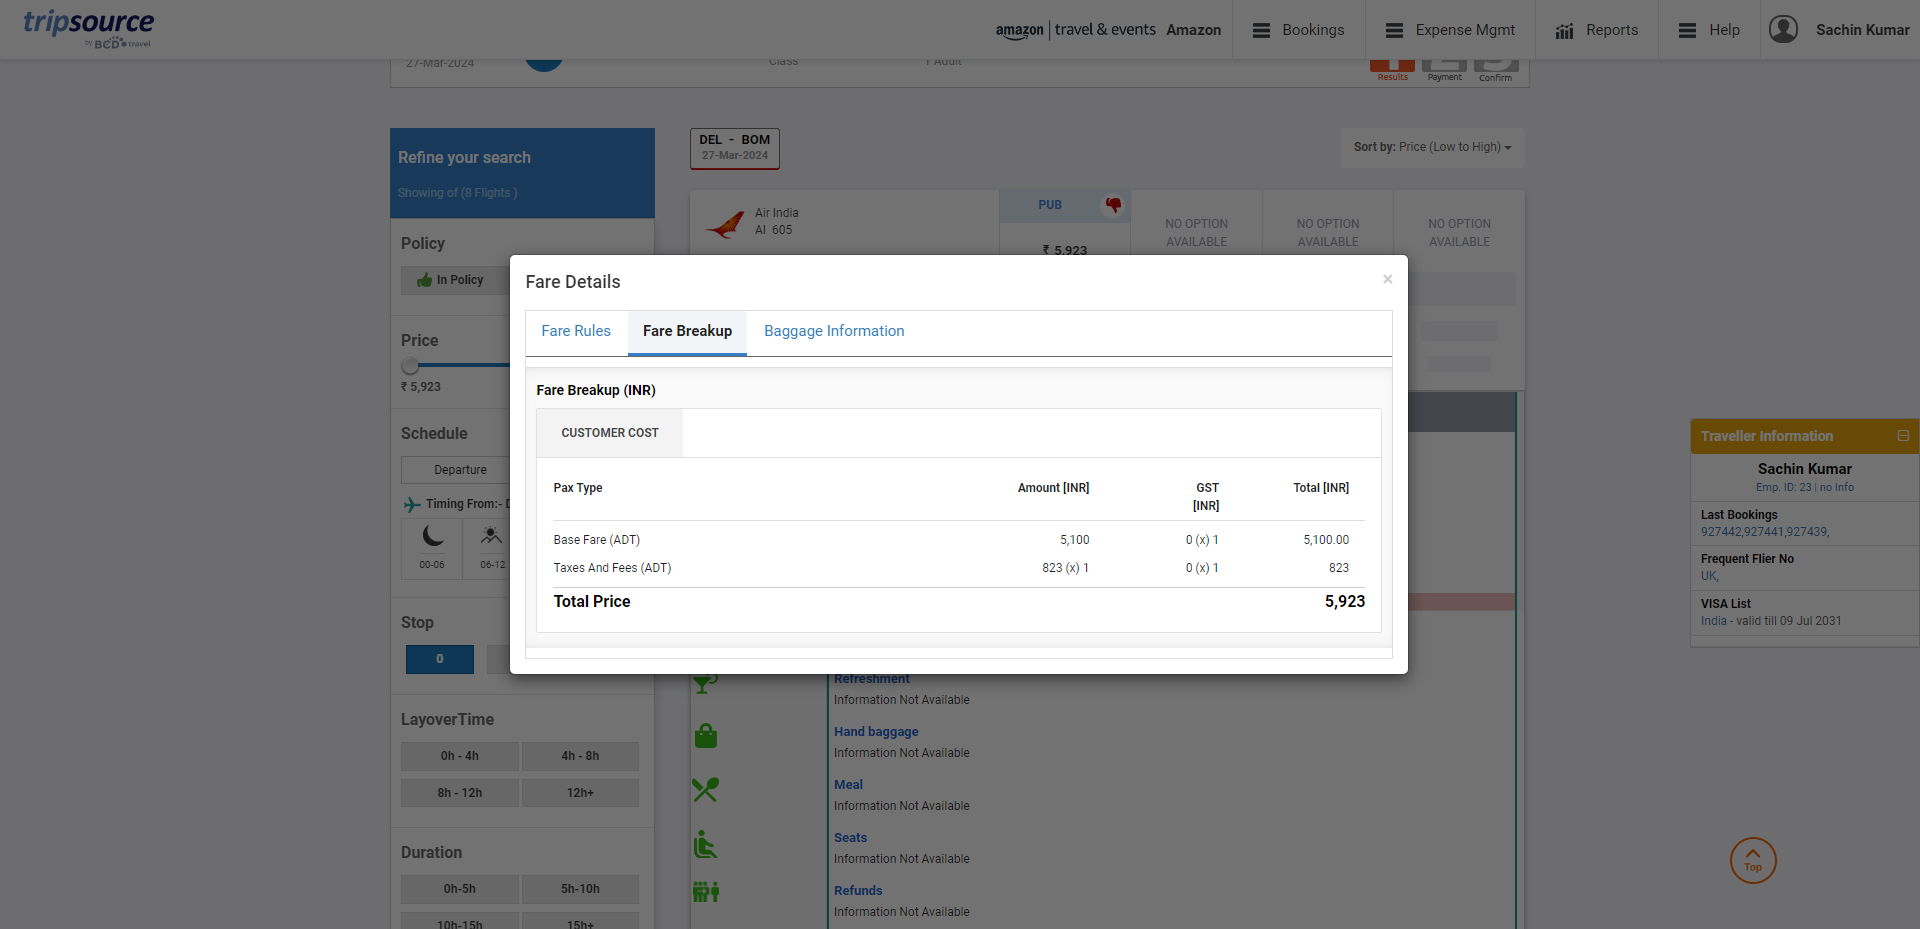 tripsource
by BCD travel
amazon | travel & events Amazon
Bookings
Expense Mgmt
Reports
Help
Sachin Kumar
27-Mar-2024
Class
1 Adult
Results
Payment
Confirm
Refine your search
Showing of (8 Flights )
DEL - BOM
27-Mar-2024
Sort by: Price (Low to High)
Air India
AI 605
PUB
₹ 5,923
NO OPTION
AVAILABLE
NO OPTION
AVAILABLE
NO OPTION
AVAILABLE
Policy
In Policy
Price
₹ 5,923
Schedule
Departure
Timing From:- D
00-06
06-12
Stop
0
LayoverTime
0h - 4h
4h - 8h
8h - 12h
12h+
Duration
0h-5h
5h-10h
10h-15h
15h+
Fare Details
×
Fare Rules
Fare Breakup
Baggage Information
Fare Breakup (INR)
CUSTOMER COST
Pax Type
Amount [INR]
GST
[INR]
Total [INR]
Base Fare (ADT) 5,100 0 (x) 1 5,100.00
Taxes And Fees (ADT) 823 (x) 1 0 (x) 1 823
Total Price 5,923
Refreshment
Information Not Available
Hand baggage
Information Not Available
Meal
Information Not Available
Seats
Information Not Available
Refunds
Information Not Available
Traveller Information
Sachin Kumar
Emp. ID: 23 | no Info
Last Bookings
927442,927441,927439,
Frequent Flier No
UK,
VISA List
India - valid till 09 Jul 2031
Top